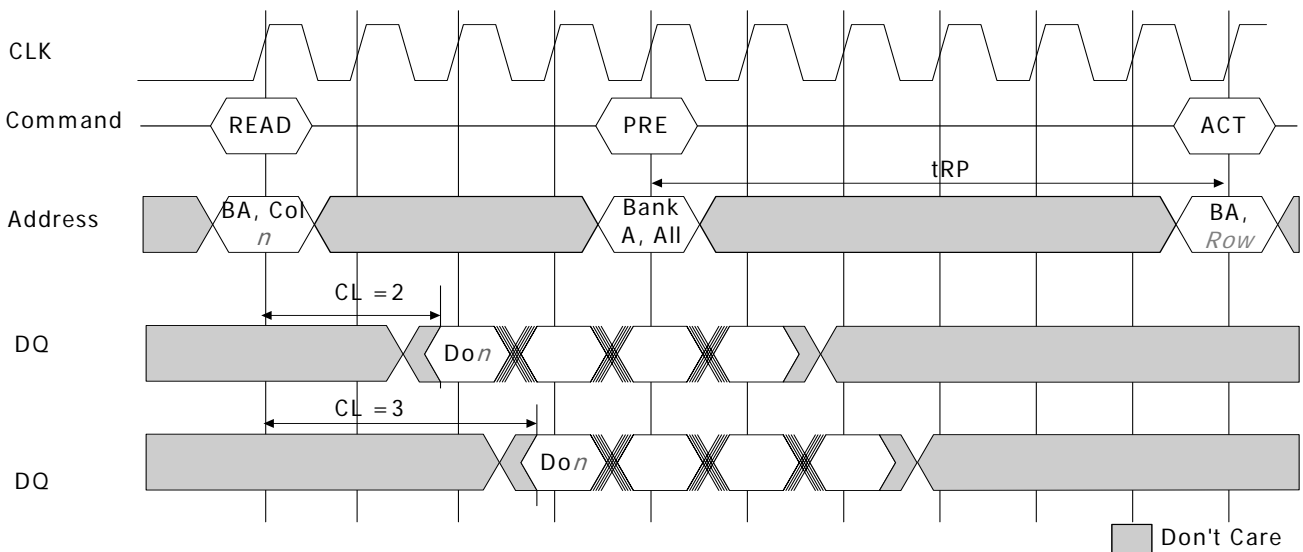 CLK
Command
READ
PRE
ACT
tRP
Address
BA, Col
n
Bank
A, All
BA,
Row
CL =2
DQ
Don
CL =3
DQ
Don
Don't Care